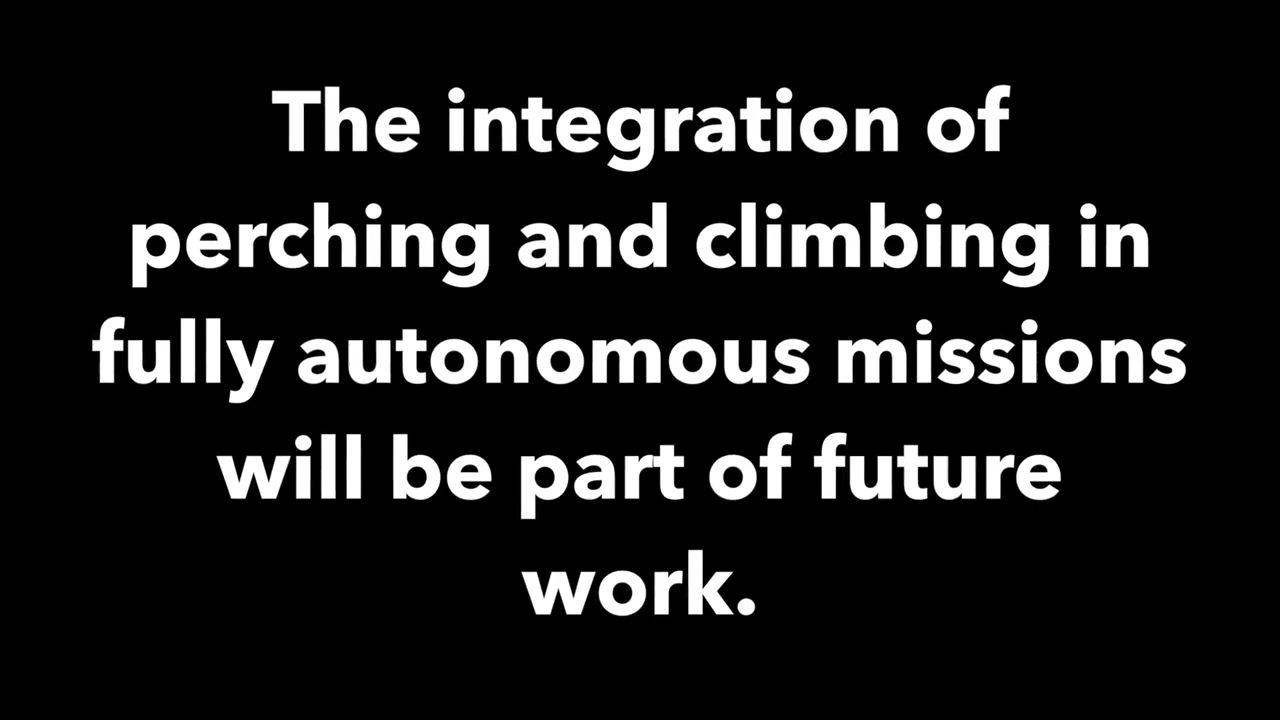 The integration of
perching and climbing in
fully autonomous missions
will be part of future
work.